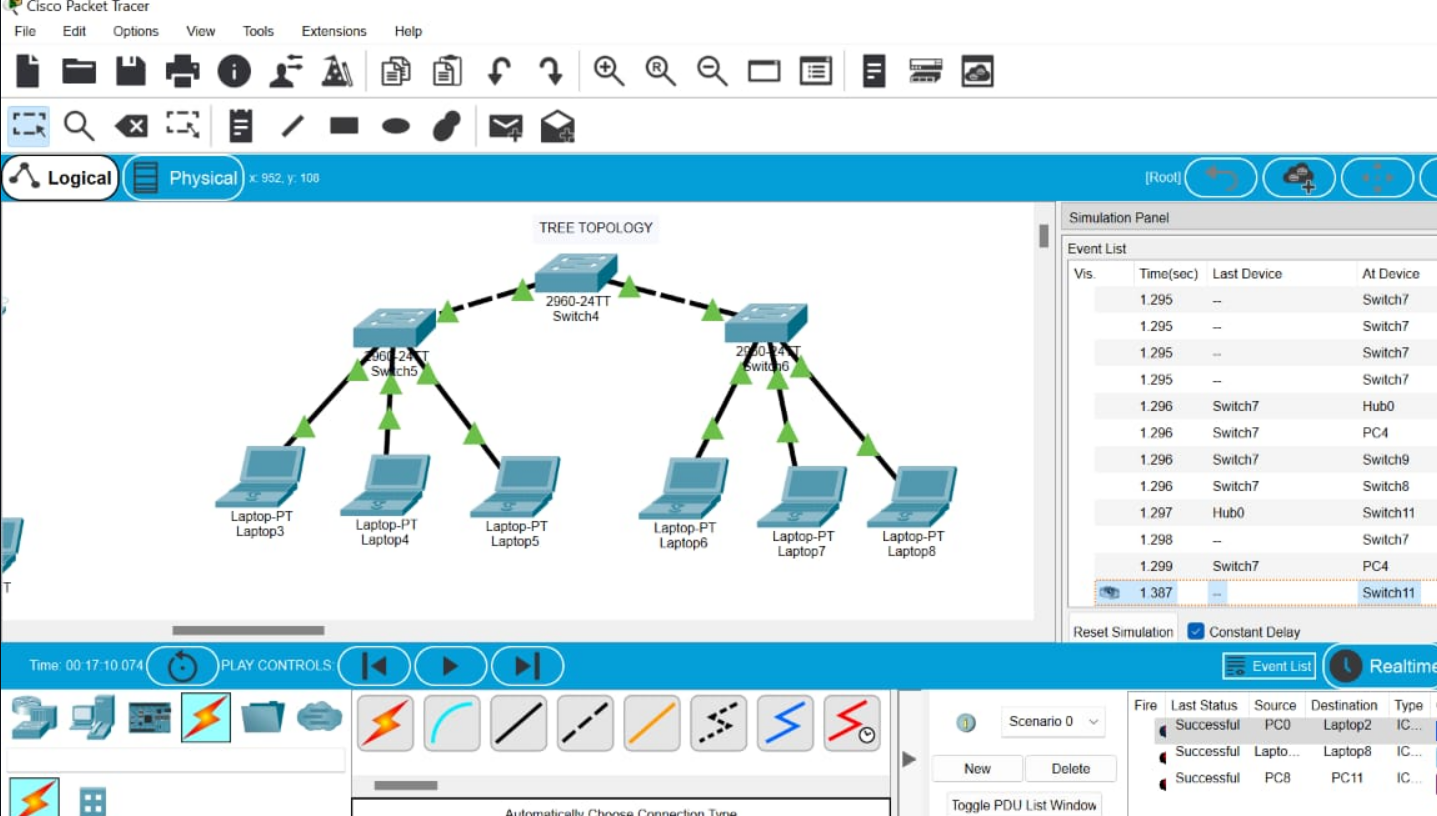 Cisco Packet Tracer
File Edit Options View Tools Extensions Help
Logical Physical x: 952, y: 108 [Root]
TREE TOPOLOGY
2960-24TT
Switch4
2960-24TT
Switch5
2960-24TT
Switch6
Laptop-PT
Laptop3
Laptop-PT
Laptop4
Laptop-PT
Laptop5
Laptop-PT
Laptop6
Laptop-PT
Laptop7
Laptop-PT
Laptop8
T
Simulation Panel
Event List
Vis. Time(sec) Last Device At Device
1.295 -- Switch7
1.295 -- Switch7
1.295 -- Switch7
1.295 -- Switch7
1.296 Switch7 Hub0
1.296 Switch7 PC4
1.296 Switch7 Switch9
1.296 Switch7 Switch8
1.297 Hub0 Switch11
1.298 -- Switch7
1.299 Switch7 PC4
1.387 -- Switch11
Reset Simulation Constant Delay
Time: 00:17:10.074 PLAY CONTROLS: Event List Realtime
Scenario 0
New Delete
Toggle PDU List Window
Fire Last Status Source Destination Type
Successful PC0 Laptop2 IC...
Successful Lapto... Laptop8 IC...
Successful PC8 PC11 IC...
Automatically Choose Connection Type